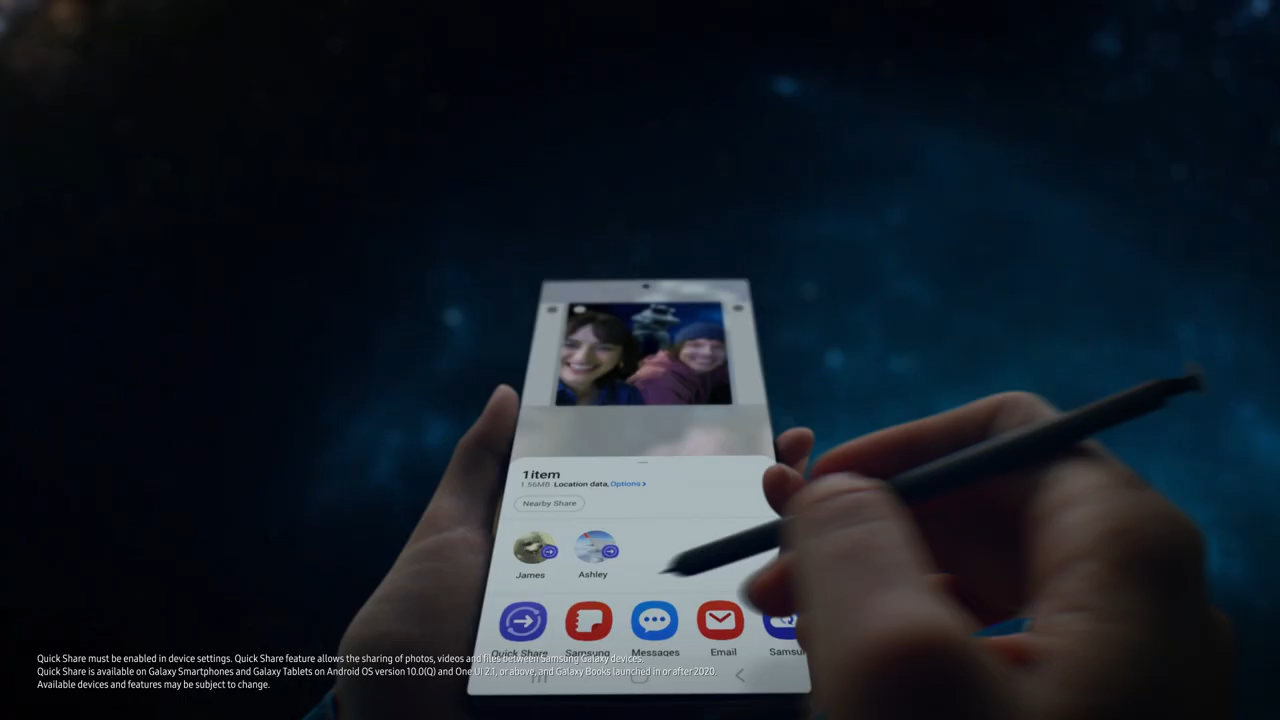 1item
1.56MB Location data, Options >
Nearby Share
James
Ashley
Quick Share
Samsung
Messages
Email
Samsu
Quick Share must be enabled in device settings. Quick Share feature allows the sharing of photos, videos and files between Samsung Galaxy devices.
Quick Share is available on Galaxy Smartphones and Galaxy Tablets on Android OS version 10.0(Q) and One UI 2.1, or above, and Galaxy Books launched in or after 2020.
Available devices and features may be subject to change.